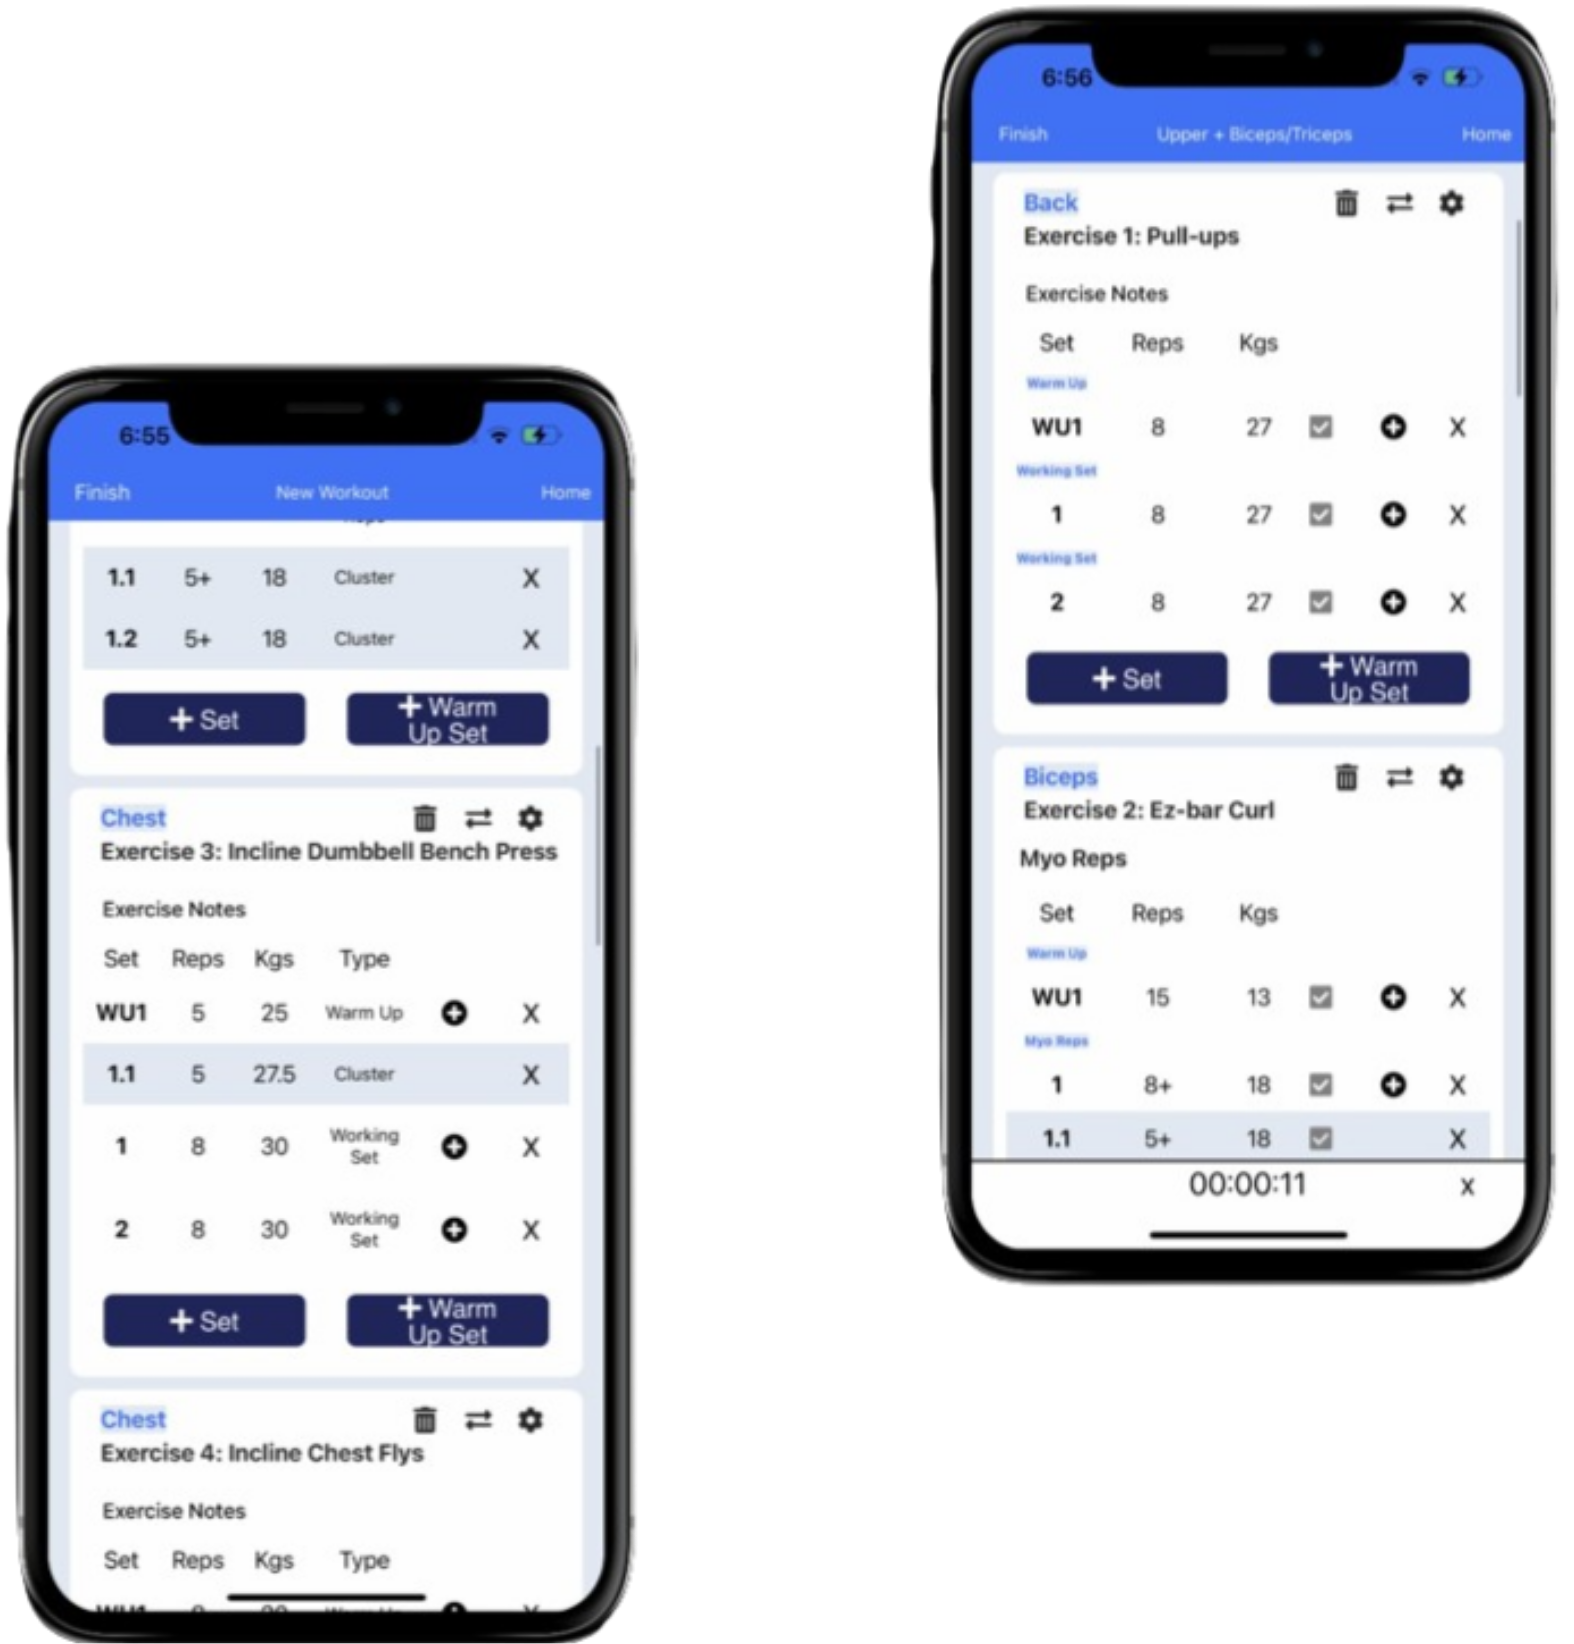 6:55
Finish New Workout Home
1.1 5+ 18 Cluster X
1.2 5+ 18 Cluster X
+ Set + Warm
Up Set
Chest
Exercise 3: Incline Dumbbell Bench Press
Exercise Notes
Set Reps Kgs Type
WU1 5 25 Warm Up X
1.1 5 27.5 Cluster X
1 8 30 Working
Set X
2 8 30 Working
Set X
+ Set + Warm
Up Set
Chest
Exercise 4: Incline Chest Flys
Exercise Notes
Set Reps Kgs Type
6:56
Finish Upper + Biceps/Triceps Home
Back
Exercise 1: Pull-ups
Exercise Notes
Set Reps Kgs
Warm Up
WU1 8 27 X
Working Set
1 8 27 X
Working Set
2 8 27 X
+ Set + Warm
Up Set
Biceps
Exercise 2: Ez-bar Curl
Myo Reps
Set Reps Kgs
Warm Up
WU1 15 13 X
Myo Reps
1 8+ 18 X
1.1 5+ 18 X
00:00:11 X